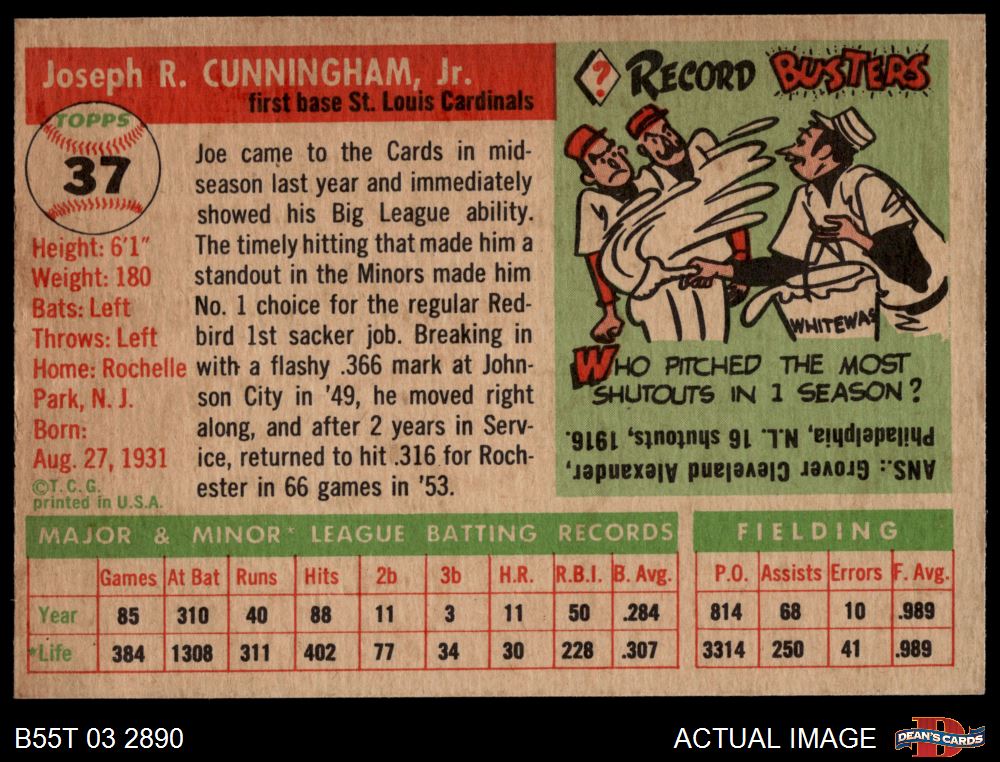 Joseph R. CUNNINGHAM, Jr.
first base St. Louis Cardinals
TOPPS
37
Height: 6'1"
Weight: 180
Bats: Left
Throws: Left
Home: Rochelle
Park, N. J.
Born:
Aug. 27, 1931
©T. C. G.
printed in U.S.A.
Joe came to the Cards in mid-
season last year and immediately
showed his Big League ability.
The timely hitting that made him a
standout in the Minors made him
No. 1 choice for the regular Red-
bird 1st sacker job. Breaking in
with a flashy .366 mark at John-
son City in '49, he moved right
along, and after 2 years in Serv-
ice, returned to hit .316 for Roch-
ester in 66 games in '53.
? RECORD BUSTERS
WHITEWAS
WHO PITCHED THE MOST
SHUTOUTS IN 1 SEASON?
ANS.: Grover Cleveland Alexander,
Philadelphia, N.L. 16 shutouts, 1916.
MAJOR & MINOR* LEAGUE BATTING RECORDS
Games At Bat Runs Hits 2b 3b H.R. R.B.I. B. Avg.
Year 85 310 40 88 11 3 11 50 .284
*Life 384 1308 311 402 77 34 30 228 .307
FIELDING
P.O. Assists Errors F. Avg.
814 68 10 .989
3314 250 41 .989
B55T 03 2890
ACTUAL IMAGE
D
DEAN'S CARDS